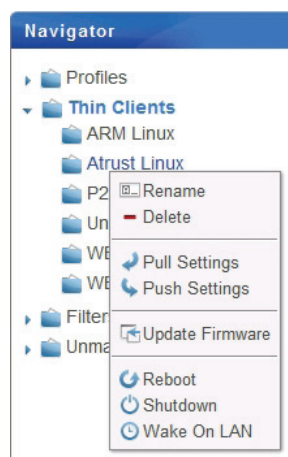 Navigator
Profiles
Thin Clients
ARM Linux
Atrust Linux
Rename
Delete
Pull Settings
Push Settings
Update Firmware
Reboot
Shutdown
Wake On LAN